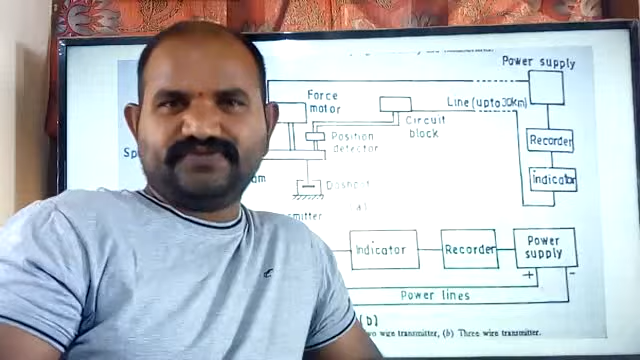 Power supply
Force
motor
Line (upto 30km)
Circuit
block
Position
detector
Recorder
Indicator
Dashpot
Indicator
Recorder
Power
supply
+
−
Power lines
(b)
wo wire transmitter, (b) Three wire transmitter.